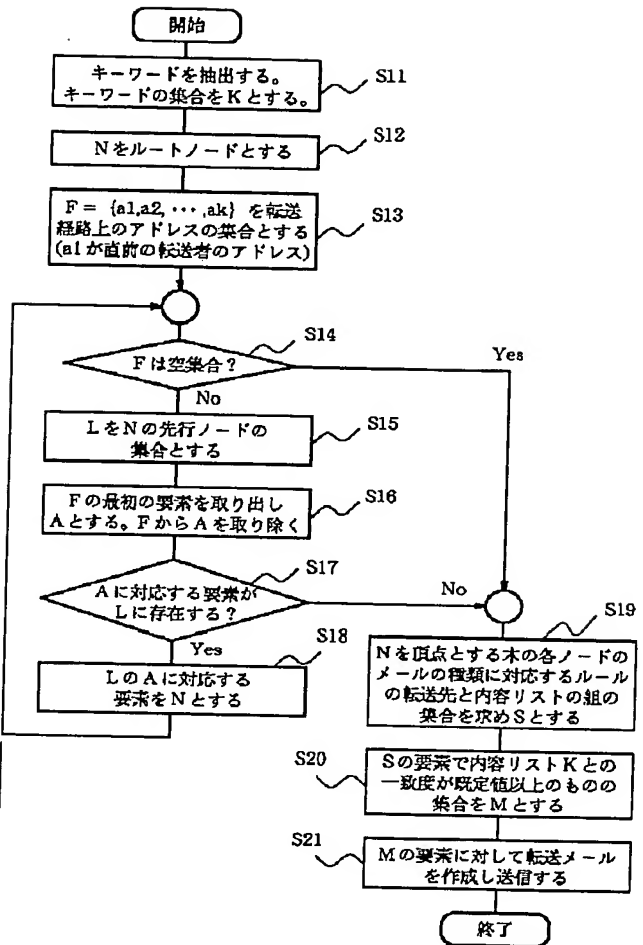 開始
キーワードを抽出する。
キーワードの集合をKとする。
S11
Nをルートノードとする
S12
F = {a1,a2, ･･･,ak} を転送
経路上のアドレスの集合とする
(a1が直前の転送者のアドレス)
S13
Fは空集合?
S14
Yes
No
LをNの先行ノードの
集合とする
S15
Fの最初の要素を取り出し
Aとする。FからAを取り除く
S16
Aに対応する要素が
Lに存在する?
S17
No
Yes
LのAに対応する
要素をNとする
S18
Nを頂点とする木の各ノードの
メールの種類に対応するルール
の転送先と内容リストの組の
集合を求めSとする
S19
Sの要素で内容リストKとの
一致度が既定値以上のものの
集合をMとする
S20
Mの要素に対して転送メール
を作成し送信する
S21
終了